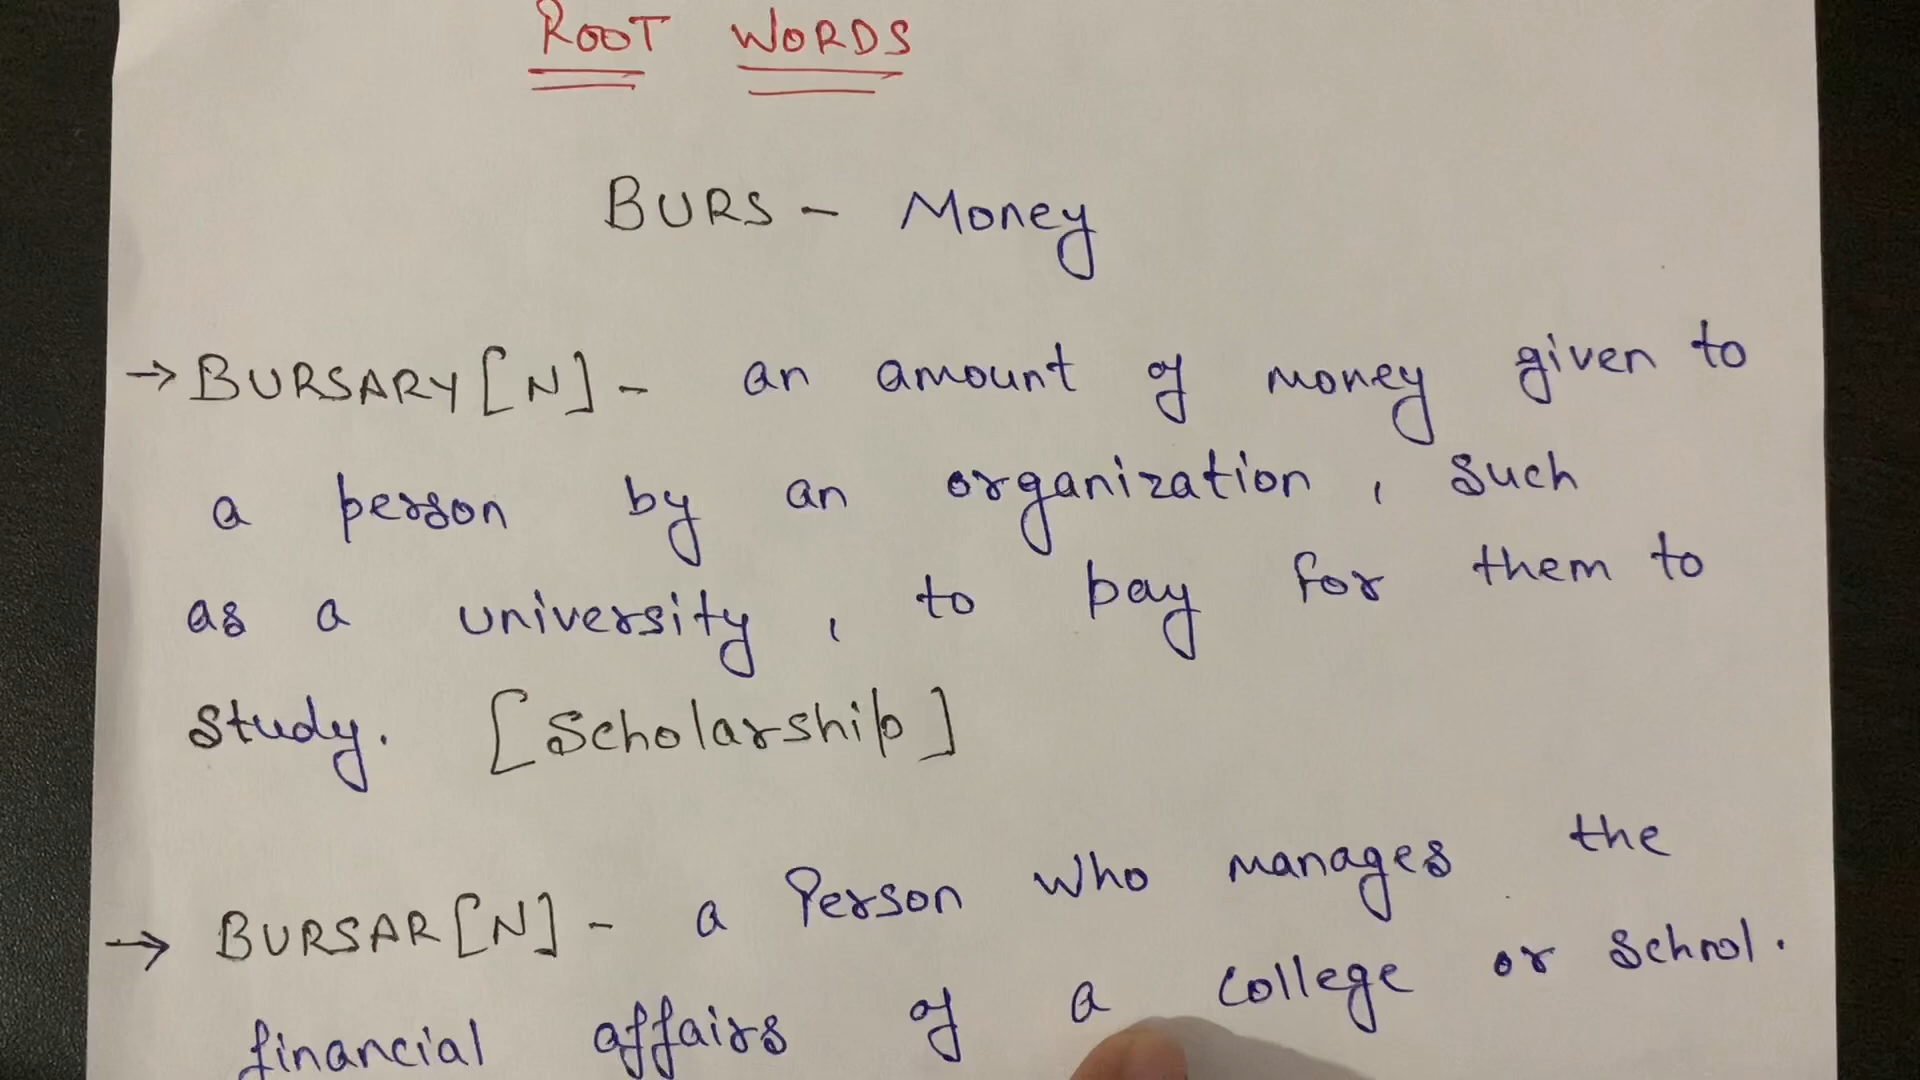 ROOT WORDS
BURS - Money
→ BURSARY [N] - an amount of money given to
a person by an organization, such
as a university, to pay for them to
study. [Scholarship]
→ BURSAR [N] - a Person who manages the
financial affairs of a college or school.